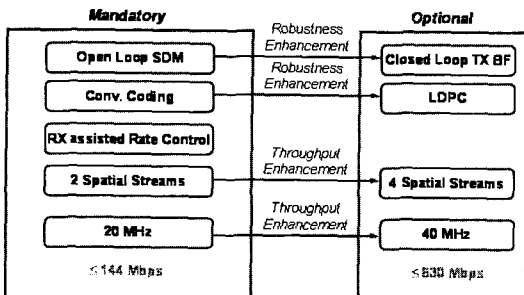 Mandatory
Optional
Robustness
Enhancement
Open Loop SDM
Closed Loop TX BF
Robustness
Enhancement
Conv. Coding
LDPC
RX assisted Rate Control
Throughput
Enhancement
2 Spatial Streams
4 Spatial Streams
Throughput
Enhancement
20 MHz
40 MHz
≤144 Mbps
≤630 Mbps